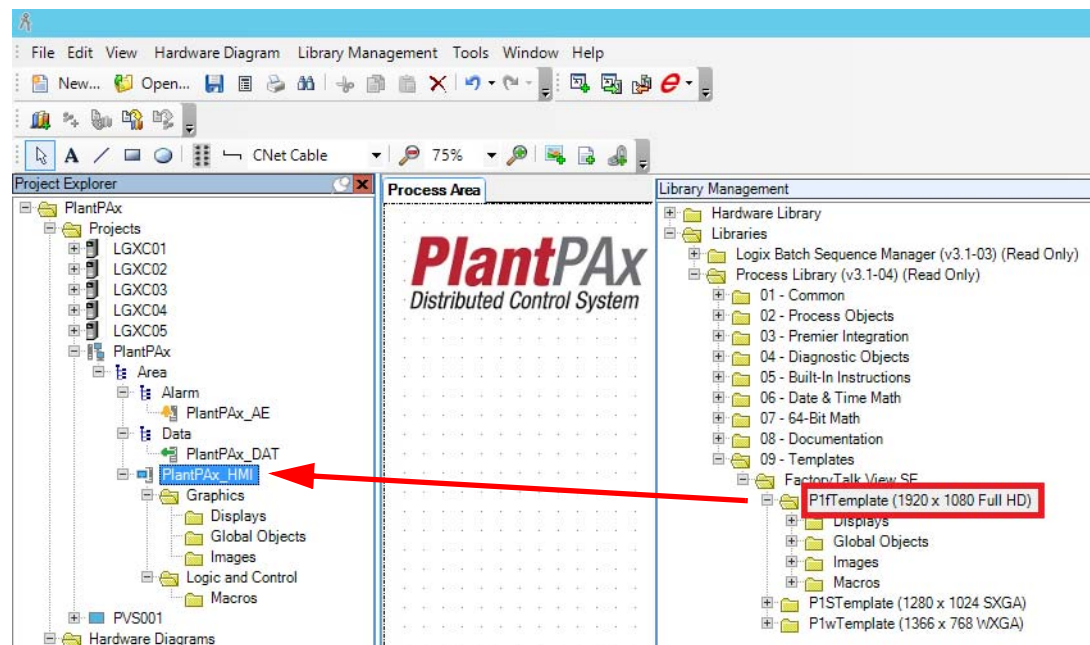 File Edit View Hardware Diagram Library Management Tools Window Help
New... Open...
CNet Cable 75%
Project Explorer
PlantPAx
Projects
LGXC01
LGXC02
LGXC03
LGXC04
LGXC05
PlantPAx
Area
Alarm
PlantPAx_AE
Data
PlantPAx_DAT
PlantPAx_HMI
Graphics
Displays
Global Objects
Images
Logic and Control
Macros
PVS001
Hardware Diagrams
Process Area
PlantPAx
Distributed Control System
Library Management
Hardware Library
Libraries
Logix Batch Sequence Manager (v3.1-03) (Read Only)
Process Library (v3.1-04) (Read Only)
01 - Common
02 - Process Objects
03 - Premier Integration
04 - Diagnostic Objects
05 - Built-In Instructions
06 - Date & Time Math
07 - 64-Bit Math
08 - Documentation
09 - Templates
FactoryTalk View SE
P1fTemplate (1920 x 1080 Full HD)
Displays
Global Objects
Images
Macros
P1STemplate (1280 x 1024 SXGA)
P1wTemplate (1366 x 768 WXGA)